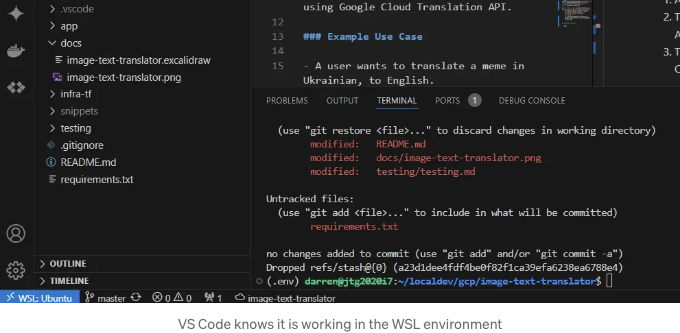 .vscode
app
docs
image-text-translator.excalidraw
image-text-translator.png
infra-tf
snippets
testing
.gitignore
README.md
requirements.txt
OUTLINE
TIMELINE
using Google Cloud Translation API.
12
13 ### Example Use Case
14
15 - A user wants to translate a meme in
Ukrainian, to English.
PROBLEMS OUTPUT TERMINAL PORTS 1 DEBUG CONSOLE
(use "git restore <file>..." to discard changes in working directory)
modified: README.md
modified: docs/image-text-translator.png
modified: testing/testing.md
Untracked files:
(use "git add <file>..." to include in what will be committed)
requirements.txt
no changes added to commit (use "git add" and/or "git commit -a")
Dropped refs/stash@{0} (a23d1dee4fdf4be0f82f1ca39efa6238ea6788e4)
(.env) darren@jtg2020i7:~/localdev/gcp/image-text-translator$
WSL: Ubuntu master 0 0 1 image-text-translator
VS Code knows it is working in the WSL environment